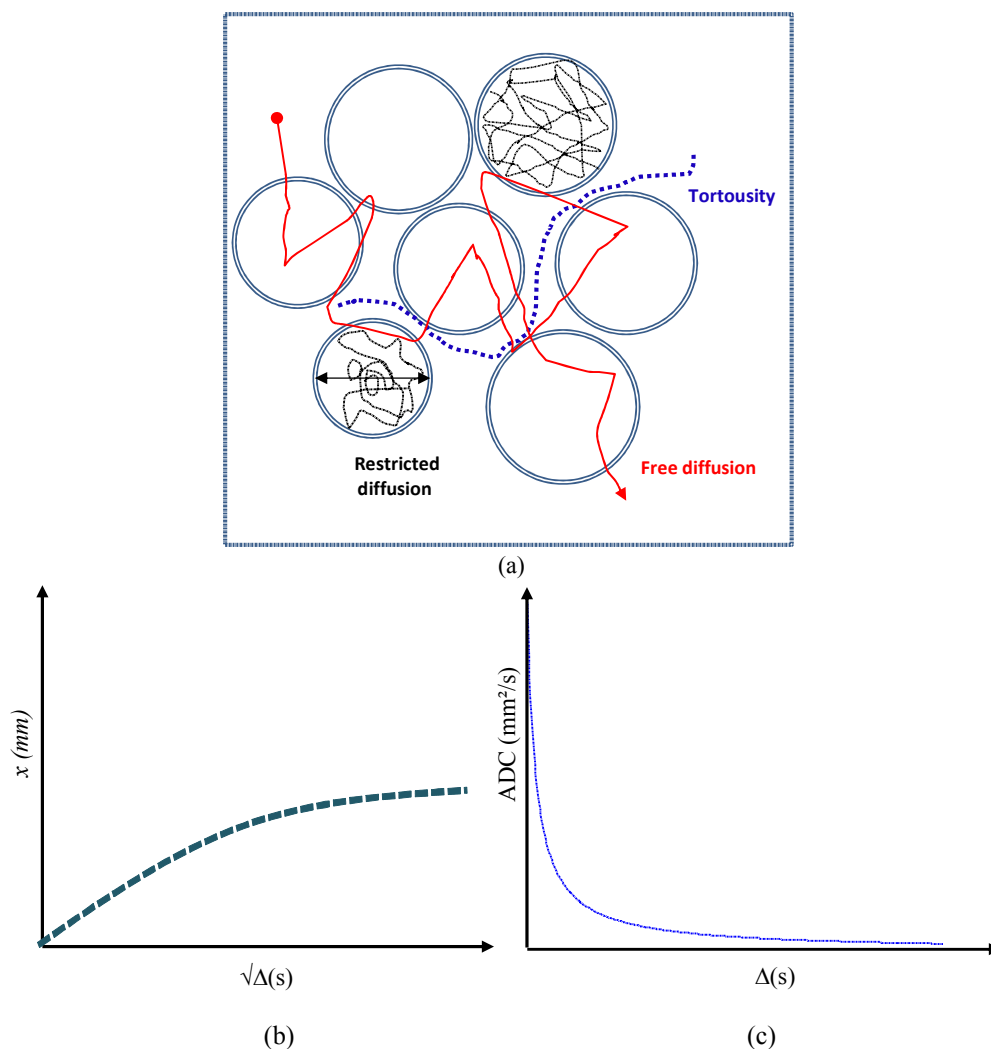 Tortousity
Restricted
diffusion
Free diffusion
(a)
x (mm)
√Δ(s)
(b)
ADC (mm²/s)
Δ(s)
(c)